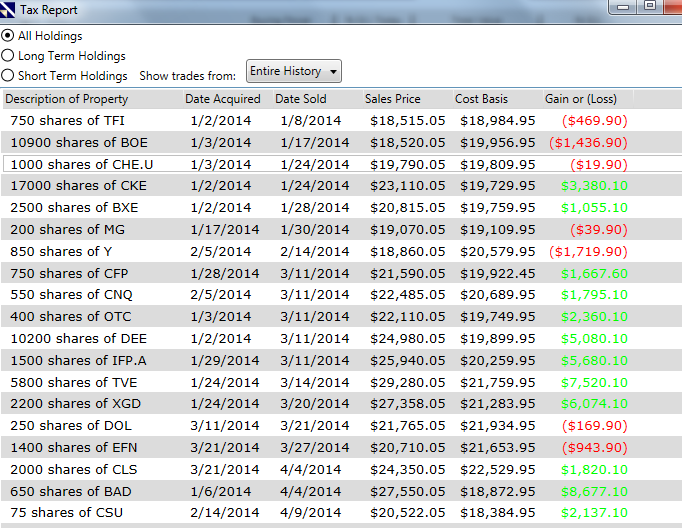 Tax Report
All Holdings
Long Term Holdings
Short Term Holdings Show trades from: Entire History
Description of Property Date Acquired Date Sold Sales Price Cost Basis Gain or (Loss)
750 shares of TFI 1/2/2014 1/8/2014 $18,515.05 $18,984.95 ($469.90)
10900 shares of BOE 1/3/2014 1/17/2014 $18,520.05 $19,956.95 ($1,436.90)
1000 shares of CHE.U 1/3/2014 1/24/2014 $19,790.05 $19,809.95 ($19.90)
17000 shares of CKE 1/2/2014 1/24/2014 $23,110.05 $19,729.95 $3,380.10
2500 shares of BXE 1/2/2014 1/28/2014 $20,815.05 $19,759.95 $1,055.10
200 shares of MG 1/17/2014 1/30/2014 $19,070.05 $19,109.95 ($39.90)
850 shares of Y 2/5/2014 2/14/2014 $18,860.05 $20,579.95 ($1,719.90)
750 shares of CFP 1/28/2014 3/11/2014 $21,590.05 $19,922.45 $1,667.60
550 shares of CNQ 2/5/2014 3/11/2014 $22,485.05 $20,689.95 $1,795.10
400 shares of OTC 1/3/2014 3/11/2014 $22,110.05 $19,749.95 $2,360.10
10200 shares of DEE 1/2/2014 3/11/2014 $24,980.05 $19,899.95 $5,080.10
1500 shares of IFP.A 1/29/2014 3/11/2014 $25,940.05 $20,259.95 $5,680.10
5800 shares of TVE 1/24/2014 3/14/2014 $29,280.05 $21,759.95 $7,520.10
2200 shares of XGD 1/24/2014 3/20/2014 $27,358.05 $21,283.95 $6,074.10
250 shares of DOL 3/11/2014 3/21/2014 $21,765.05 $21,934.95 ($169.90)
1400 shares of EFN 3/21/2014 3/27/2014 $20,710.05 $21,653.95 ($943.90)
2000 shares of CLS 3/21/2014 4/4/2014 $24,350.05 $22,529.95 $1,820.10
650 shares of BAD 1/6/2014 4/4/2014 $27,550.05 $18,872.95 $8,677.10
75 shares of CSU 2/14/2014 4/9/2014 $20,522.05 $18,384.95 $2,137.10